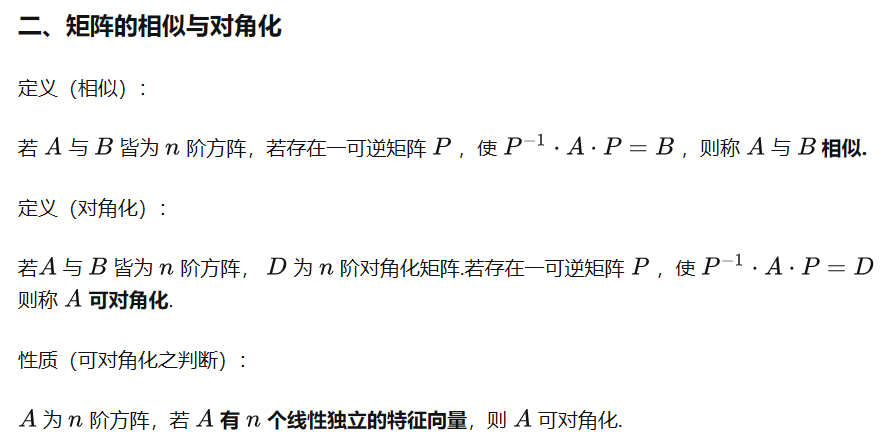 二、矩阵的相似与对角化
定义（相似）：
若 A 与 B 皆为 n 阶方阵，若存在一可逆矩阵 P ，使 P⁻¹ · A · P = B ，则称 A 与 B 相似.
定义（对角化）：
若A 与 B 皆为 n 阶方阵， D 为 n 阶对角化矩阵.若存在一可逆矩阵 P ，使 P⁻¹ · A · P = D
则称 A 可对角化.
性质（可对角化之判断）：
A 为 n 阶方阵，若 A 有 n 个线性独立的特征向量，则 A 可对角化.